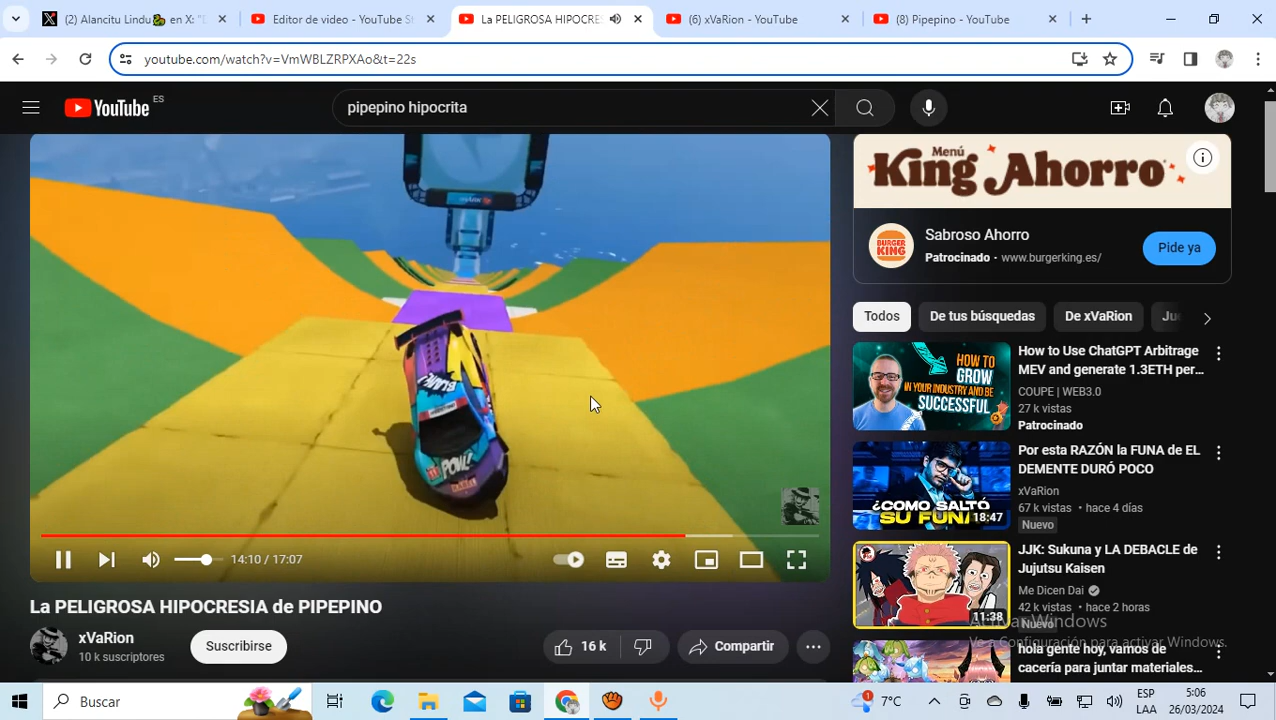 (2) Alancitu Lindu en X: "E
Editor de video - YouTube St
La PELIGROSA HIPOCRES
(6) xVaRion - YouTube
(8) Pipepino - YouTube
youtube.com/watch?v=VmWBLZRPXAo&t=22s
YouTube ES
pipepino hipocrita
Menú
King Ahorro
Sabroso Ahorro
BURGER KING
Patrocinado · www.burgerking.es/
Pide ya
Todos
De tus búsquedas
De xVaRion
Ju
POW!
HOW TO GROW
IN YOUR INDUSTRY AND BE
SUCCESSFUL
How to Use ChatGPT Arbitrage
MEV and generate 1.3ETH per...
COUPE | WEB3.0
27 k vistas
Patrocinado
¿COMO SALTÓ
SU FUNA
18:47
Por esta RAZÓN la FUNA de EL
DEMENTE DURÓ POCO
xVaRion
67 k vistas · hace 4 días
Nuevo
11:38
JJK: Sukuna y LA DEBACLE de
Jujutsu Kaisen
Me Dicen Dai
42 k vistas · hace 2 horas
Nuevo
hola gente hoy, vamos de
cacería para juntar materiales...
14:10 / 17:07
La PELIGROSA HIPOCRESIA de PIPEPINO
xVaRion
10 k suscriptores
Suscribirse
16 k
Compartir
Activar Windows
Ve a Configuración para activar Windows.
Buscar
1
7°C
ESP
LAA
5:06
26/03/2024